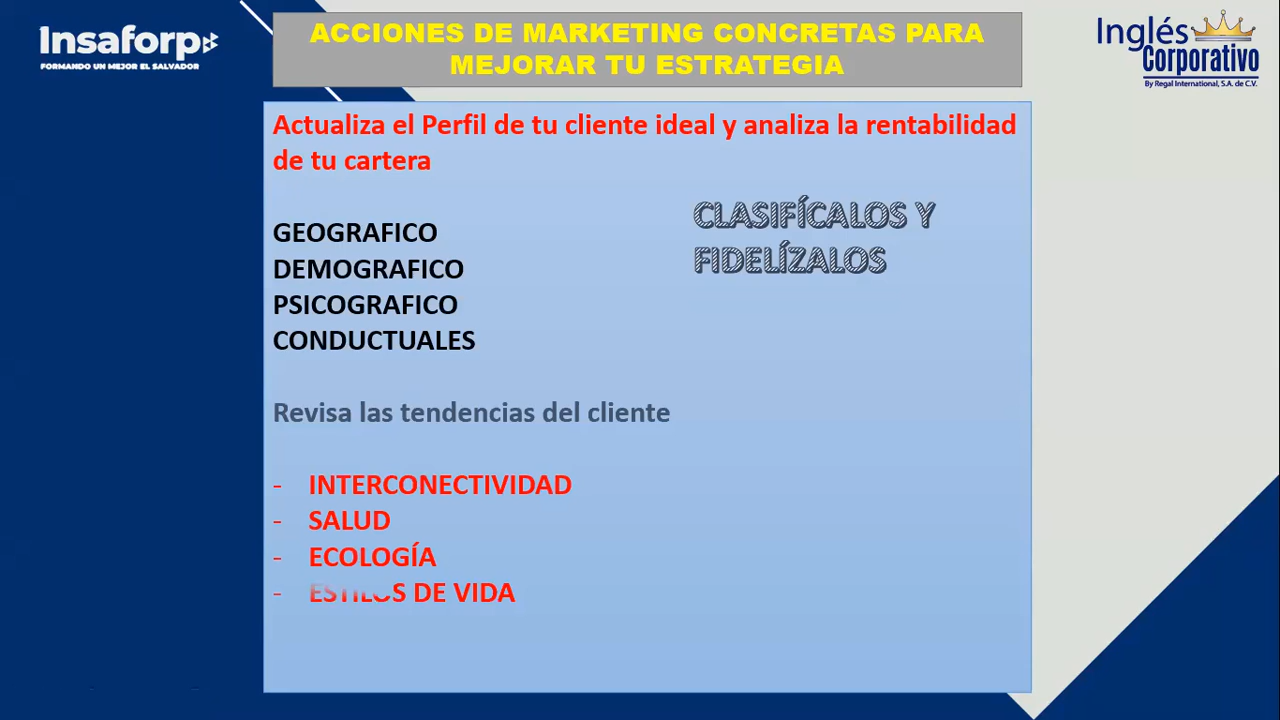 Insaforp
FORMANDO UN MEJOR EL SALVADOR
ACCIONES DE MARKETING CONCRETAS PARA
MEJORAR TU ESTRATEGIA
Inglés
Corporativo
By Regal International, S.A. de C.V.
Actualiza el Perfil de tu cliente ideal y analiza la rentabilidad
de tu cartera
CLASIFÍCALOS Y
FIDELÍZALOS
GEOGRAFICO
DEMOGRAFICO
PSICOGRAFICO
CONDUCTUALES
Revisa las tendencias del cliente
- INTERCONECTIVIDAD
- SALUD
- ECOLOGÍA
- ESTILOS DE VIDA